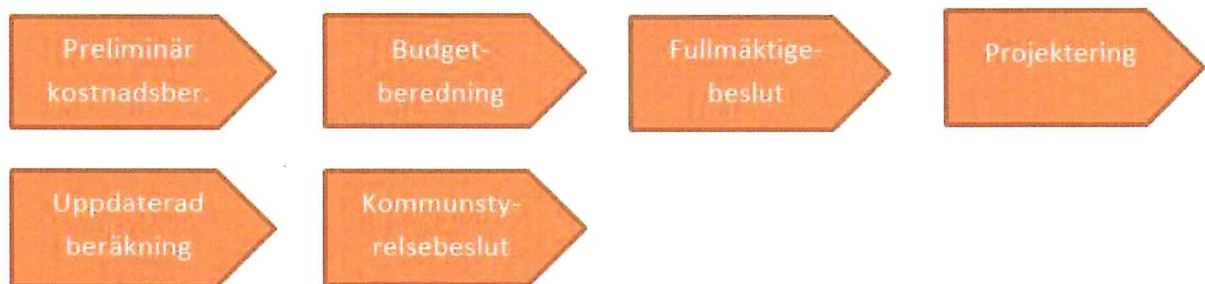 Preliminär
kostnadsber.
Budget-
beredning
Fullmäktige-
beslut
Projektering
Uppdaterad
beräkning
Kommunsty-
relsebeslut